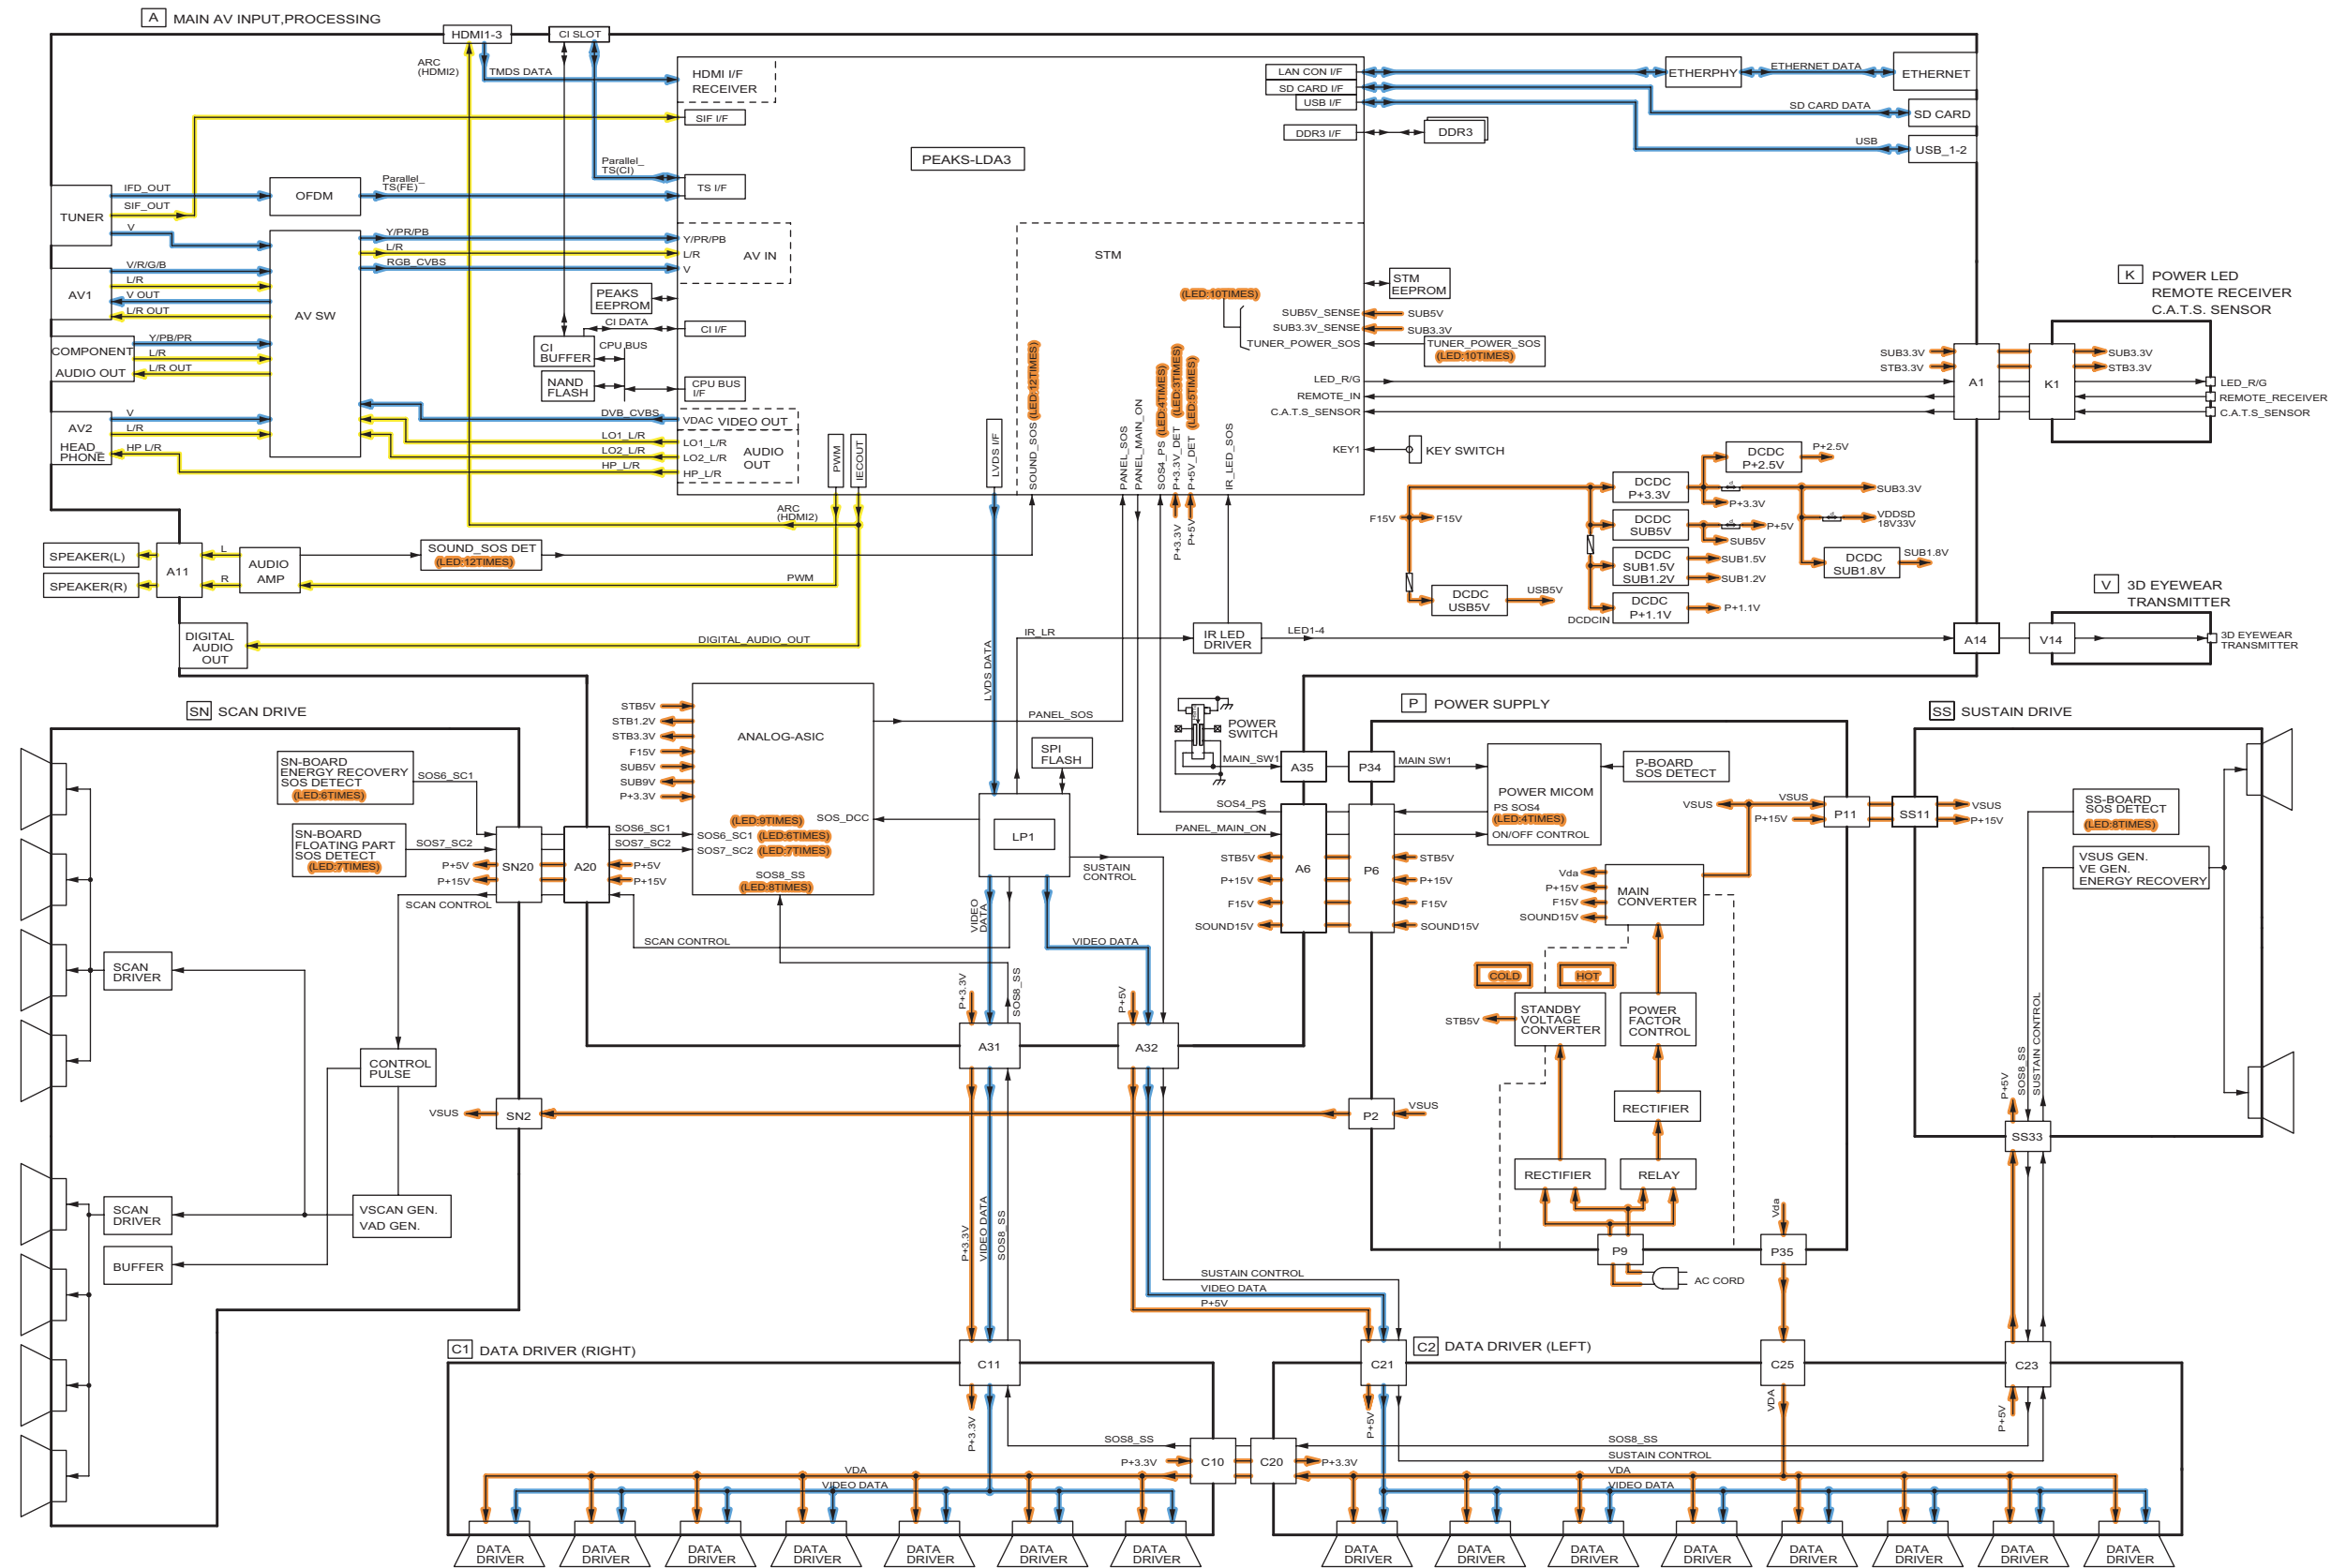 A MAIN AV INPUT,PROCESSING
HDMI1-3
CI SLOT
ARC
(HDMI2)
TMDS DATA
HDMI I/F
RECEIVER
SIF I/F
Parallel_
TS(CI)
TS I/F
PEAKS-LDA3
LAN CON I/F
SD CARD I/F
USB I/F
DDR3 I/F
DDR3
ETHERPHY
ETHERNET DATA
ETHERNET
SD CARD DATA
SD CARD
USB
USB_1-2
TUNER
IFD_OUT
SIF_OUT
V
OFDM
Parallel_
TS(FE)
AV1
V/R/G/B
L/R
V OUT
L/R OUT
AV SW
Y/PR/PB
L/R
RGB_CVBS
Y/PR/PB
L/R
V
AV IN
COMPONENT
AUDIO OUT
Y/PB/PR
L/R
L/R OUT
AV2
HEAD
PHONE
V
L/R
HP L/R
PEAKS
EEPROM
CI DATA
CI I/F
CI
BUFFER
CPU BUS
NAND
FLASH
CPU BUS
I/F
DVB_CVBS
VDAC VIDEO OUT
LO1_L/R
LO2_L/R
HP_L/R
LO1_L/R
LO2_L/R
HP_L/R
AUDIO
OUT
PWM
IECOUT
LVDS I/F
STM
SOUND_SOS (LED:12TIMES)
PANEL_SOS
PANEL_MAIN_ON
SOS4_PS (LED:4TIMES)
P+3.3V_DET (LED:3TIMES)
P+5V_DET (LED:5TIMES)
IR_LED_SOS
(LED:10TIMES)
STM
EEPROM
SUB5V_SENSE
SUB5V
SUB3.3V_SENSE
SUB3.3V
TUNER_POWER_SOS
TUNER_POWER_SOS
(LED:10TIMES)
LED_R/G
REMOTE_IN
C.A.T.S_SENSOR
KEY1
KEY SWITCH
SUB3.3V
STB3.3V
A1
K1
SUB3.3V
STB3.3V
LED_R/G
REMOTE_RECEIVER
C.A.T.S_SENSOR
K POWER LED
REMOTE RECEIVER
C.A.T.S. SENSOR
F15V
F15V
DCDC
P+2.5V
P+2.5V
DCDC
P+3.3V
SUB3.3V
P+3.3V
DCDC
SUB5V
P+5V
SUB5V
VDDSD
18V33V
DCDC
SUB1.5V
SUB1.2V
SUB1.5V
SUB1.2V
DCDC
SUB1.8V
SUB1.8V
DCDC
USB5V
USB5V
DCDC
P+1.1V
P+1.1V
DCDCIN
P+3.3V
P+5V
ARC
(HDMI2)
SPEAKER(L)
SPEAKER(R)
A11
L
R
AUDIO
AMP
SOUND_SOS DET
(LED:12TIMES)
PWM
DIGITAL
AUDIO
OUT
DIGITAL_AUDIO_OUT
LVDS DATA
IR_LR
IR LED
DRIVER
LED1-4
A14
V14
V 3D EYEWEAR
TRANSMITTER
3D EYEWEAR
TRANSMITTER
SN SCAN DRIVE
SN-BOARD
ENERGY RECOVERY
SOS DETECT
(LED:6TIMES)
SOS6_SC1
SN-BOARD
FLOATING PART
SOS DETECT
(LED:7TIMES)
SOS7_SC2
P+5V
P+15V
SN20
A20
SCAN CONTROL
SOS6_SC1
SOS7_SC2
P+5V
P+15V
SCAN CONTROL
STB5V
STB1.2V
STB3.3V
F15V
SUB5V
SUB9V
P+3.3V
ANALOG-ASIC
(LED:9TIMES)
SOS6_SC1 (LED:6TIMES)
SOS7_SC2 (LED:7TIMES)
SOS8_SS
(LED:8TIMES)
SOS_DCC
PANEL_SOS
SPI
FLASH
LP1
SUSTAIN
CONTROL
VIDEO
DATA
VIDEO DATA
POWER
SWITCH
MAIN_SW1
A35
P34
MAIN SW1
SOS4_PS
PANEL_MAIN_ON
A6
P6
STB5V
P+15V
F15V
SOUND15V
STB5V
P+15V
F15V
SOUND15V
P POWER SUPPLY
POWER MICOM
PS SOS4
(LED:4TIMES)
ON/OFF CONTROL
P-BOARD
SOS DETECT
VSUS
VSUS
P+15V
P11
SS11
VSUS
P+15V
Vda
P+15V
F15V
SOUND15V
MAIN
CONVERTER
COLD
HOT
STB5V
STANDBY
VOLTAGE
CONVERTER
POWER
FACTOR
CONTROL
RECTIFIER
RECTIFIER
RELAY
P9
AC CORD
Vda
P35
SS SUSTAIN DRIVE
SS-BOARD
SOS DETECT
(LED:8TIMES)
VSUS GEN.
VE GEN.
ENERGY RECOVERY
P+5V
SOS8_SS
SUSTAIN CONTROL
SS33
SCAN
DRIVER
CONTROL
PULSE
SCAN
DRIVER
VSCAN GEN.
VAD GEN.
BUFFER
VSUS
SN2
P2
VSUS
P+3.3V
SOS8_SS
A31
P+5V
A32
P+3.3V
VIDEO DATA
SOS8_SS
SUSTAIN CONTROL
VIDEO DATA
P+5V
C1 DATA DRIVER (RIGHT)
C11
P+3.3V
C2 DATA DRIVER (LEFT)
C21
P+5V
C25
VDA
C23
P+5V
SOS8_SS
P+3.3V
C10
C20
P+3.3V
SOS8_SS
SUSTAIN CONTROL
VDA
VIDEO DATA
VDA
VIDEO DATA
DATA
DRIVER
DATA
DRIVER
DATA
DRIVER
DATA
DRIVER
DATA
DRIVER
DATA
DRIVER
DATA
DRIVER
DATA
DRIVER
DATA
DRIVER
DATA
DRIVER
DATA
DRIVER
DATA
DRIVER
DATA
DRIVER
DATA
DRIVER
DATA
DRIVER